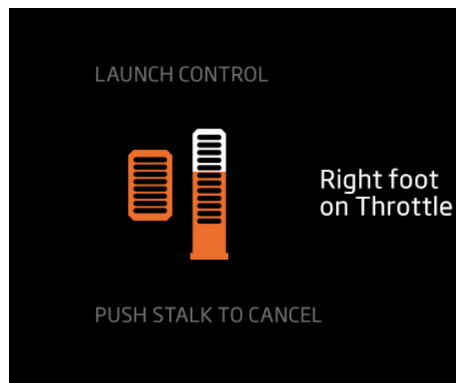 LAUNCH CONTROL
Right foot
on Throttle
PUSH STALK TO CANCEL